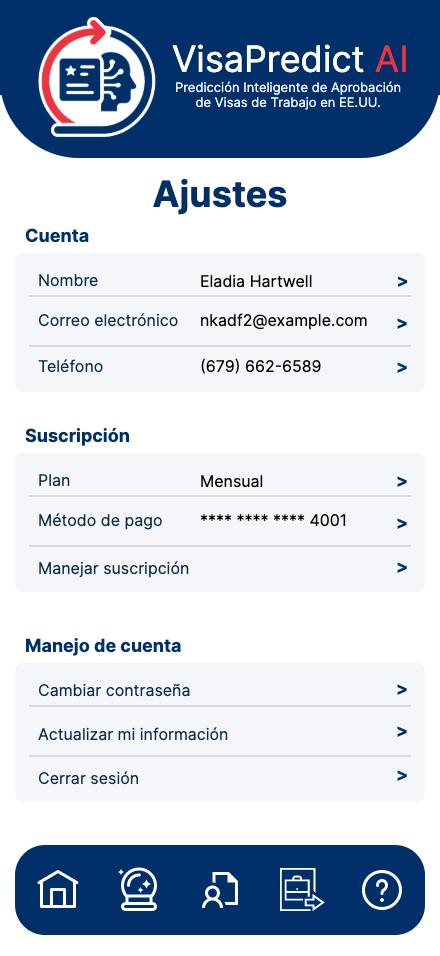 VisaPredict AI
Predicción Inteligente de Aprobación
de Visas de Trabajo en EE.UU.
Ajustes
Cuenta
Nombre Eladia Hartwell >
Correo electrónico nkadf2@example.com >
Teléfono (679) 662-6589 >
Suscripción
Plan Mensual >
Método de pago **** **** **** 4001 >
Manejar suscripción >
Manejo de cuenta
Cambiar contraseña >
Actualizar mi información >
Cerrar sesión >
?